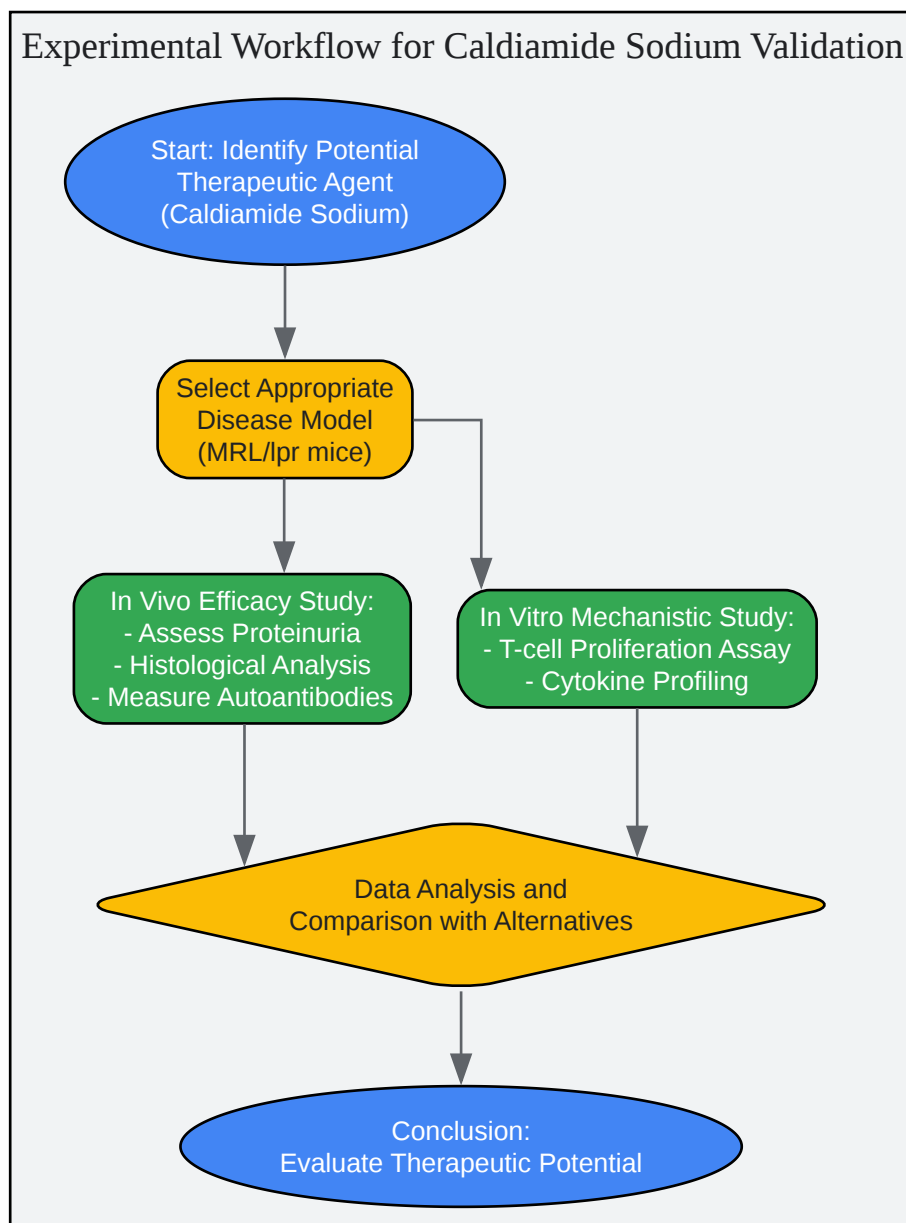 Experimental Workflow for Caldiamide Sodium Validation
Start: Identify Potential
Therapeutic Agent
(Caldiamide Sodium)
Select Appropriate
Disease Model
(MRL/lpr mice)
In Vivo Efficacy Study:
- Assess Proteinuria
- Histological Analysis
- Measure Autoantibodies
In Vitro Mechanistic Study:
- T-cell Proliferation Assay
- Cytokine Profiling
Data Analysis and
Comparison with Alternatives
Conclusion:
Evaluate Therapeutic Potential